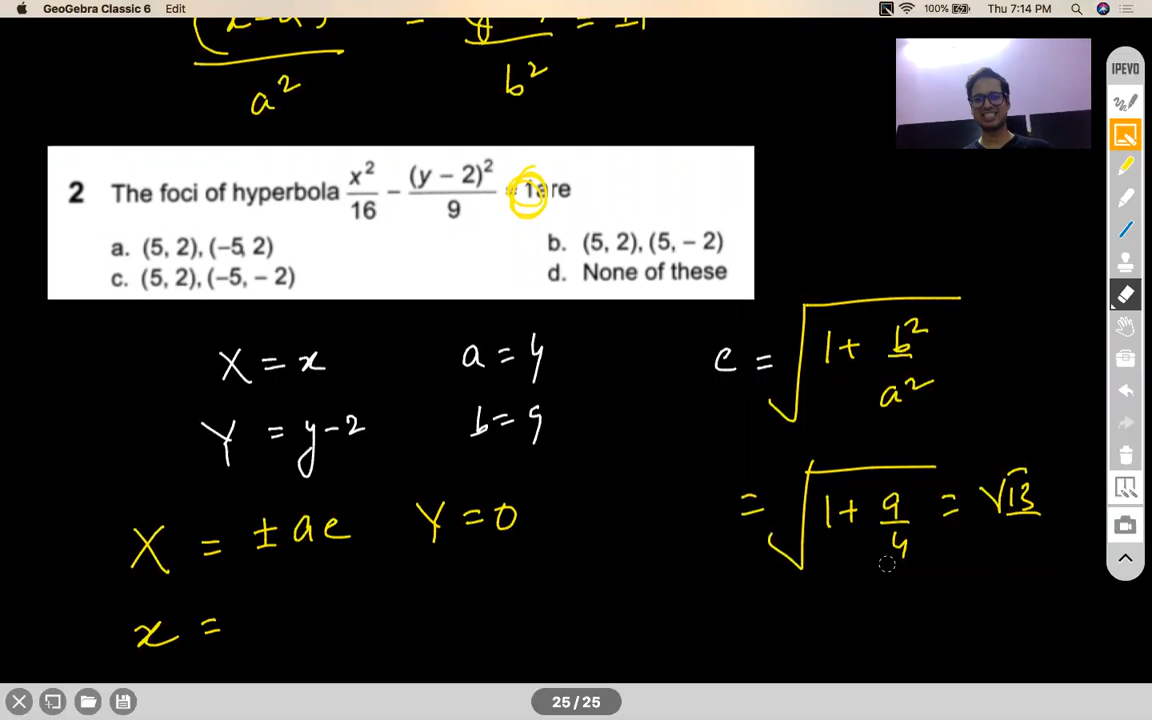 GeoGebra Classic 6 Edit 100% Thu 7:14 PM
a² b²
IPEVO
2 The foci of hyperbola x²/16 − (y − 2)²/9 = 1 are
a. (5, 2), (−5, 2) b. (5, 2), (5, − 2)
c. (5, 2), (−5, − 2) d. None of these
X = x a = 4 e = √(1 + b²/a²)
Y = y-2 b = 9
X = ± ae Y = 0 = √(1 + 9/4) = √13
x =
25 / 25